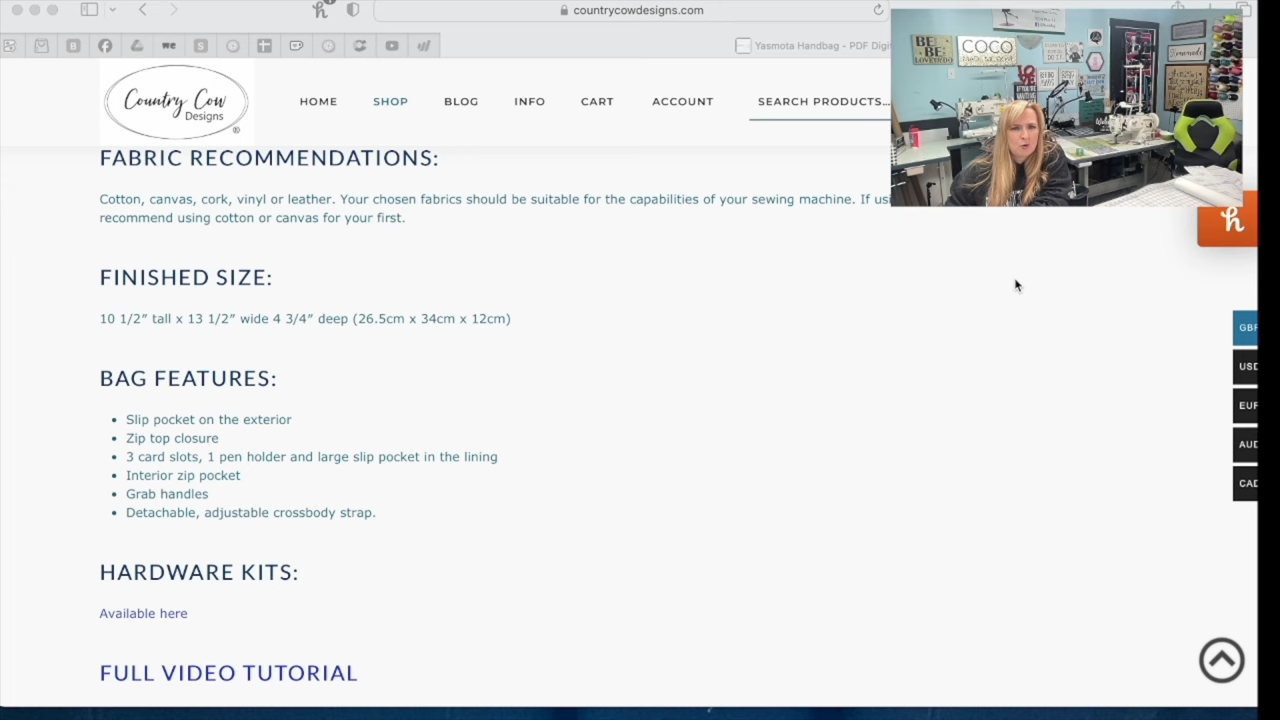 countrycowdesigns.com
we
Yasmota Handbag - PDF Digi
Country Cow
Designs
®
HOME
SHOP
BLOG
INFO
CART
ACCOUNT
SEARCH PRODUCTS...
BE
BE
COCO
FABRIC RECOMMENDATIONS:
Cotton, canvas, cork, vinyl or leather. Your chosen fabrics should be suitable for the capabilities of your sewing machine. If usi
recommend using cotton or canvas for your first.
h
FINISHED SIZE:
10 1/2” tall x 13 1/2” wide 4 3/4” deep (26.5cm x 34cm x 12cm)
GBP
USD
EUR
AUD
CAD
BAG FEATURES:
Slip pocket on the exterior
Zip top closure
3 card slots, 1 pen holder and large slip pocket in the lining
Interior zip pocket
Grab handles
Detachable, adjustable crossbody strap.
HARDWARE KITS:
Available here
FULL VIDEO TUTORIAL